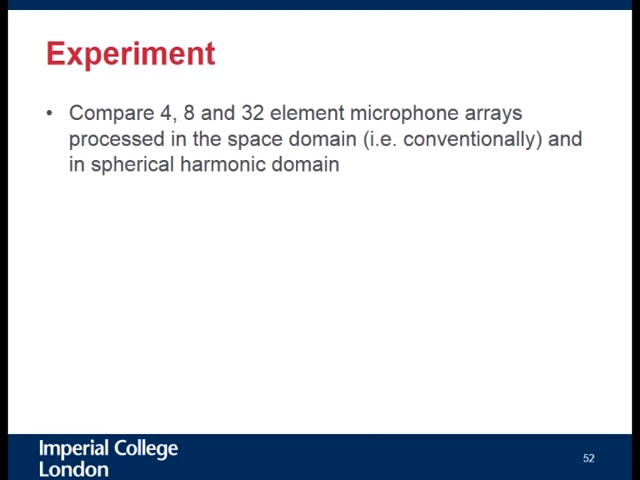 Experiment
• Compare 4, 8 and 32 element microphone arrays
processed in the space domain (i.e. conventionally) and
in spherical harmonic domain
Imperial College
London
52